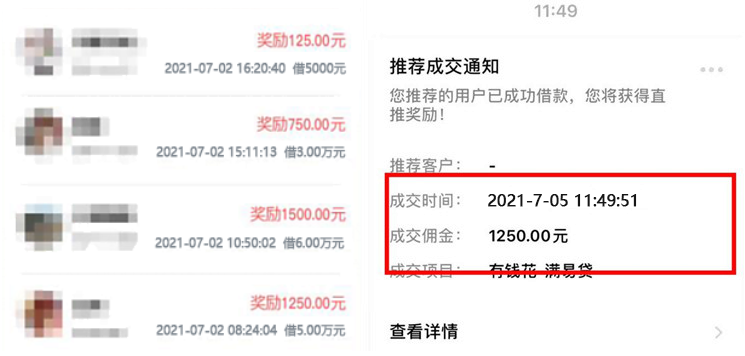 奖励125.00元
2021-07-02 16:20:40 借5000元
奖励750.00元
2021-07-02 15:11:13 借3.00万元
奖励1500.00元
2021-07-02 10:50:02 借6.00万元
奖励1250.00元
2021-07-02 08:24:04 借5.00万元
11:49
推荐成交通知
您推荐的用户已成功借款，您将获得直
推奖励！
推荐客户： -
成交时间： 2021-7-05 11:49:51
成交佣金： 1250.00元
成交项目： 有钱花-满易贷
查看详情